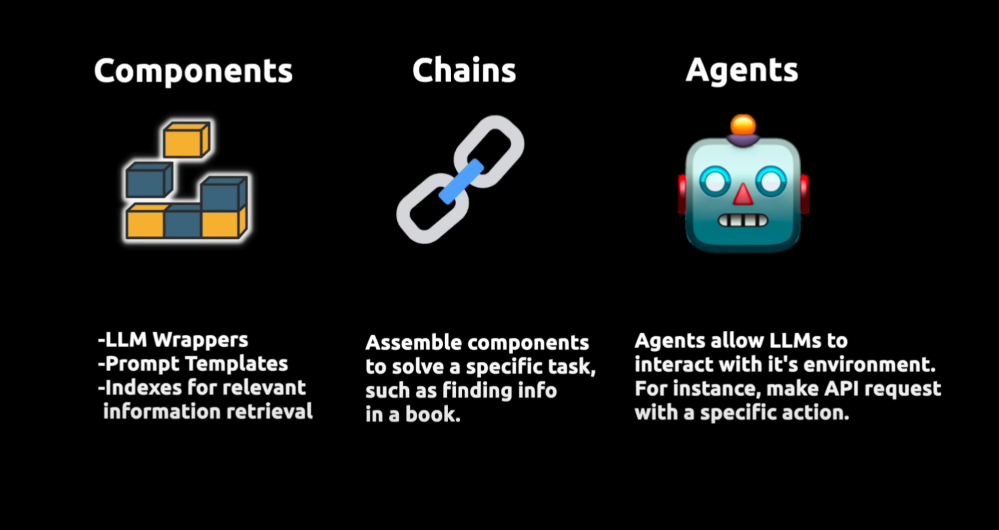 Components
-LLM Wrappers
-Prompt Templates
-Indexes for relevant
information retrieval
Chains
Assemble components
to solve a specific task,
such as finding info
in a book.
Agents
Agents allow LLMs to
interact with it's environment.
For instance, make API request
with a specific action.